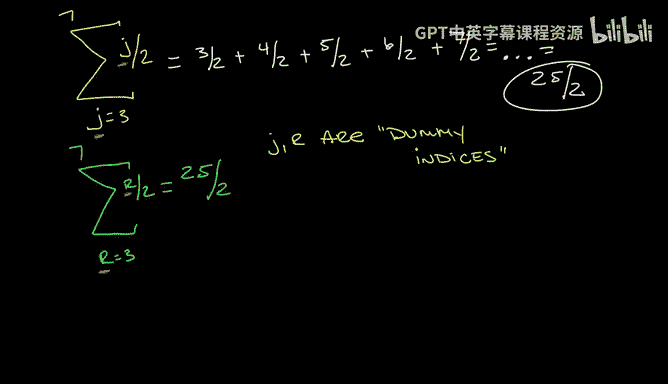 GPT中英字幕课程资源 bilibili
7
∑ j/2 = 3/2 + 4/2 + 5/2 + 6/2 + 7/2 = ... = 25/2
j=3
j, R ARE "DUMMY
INDICES"
7
∑ R/2 = 25/2
R=3